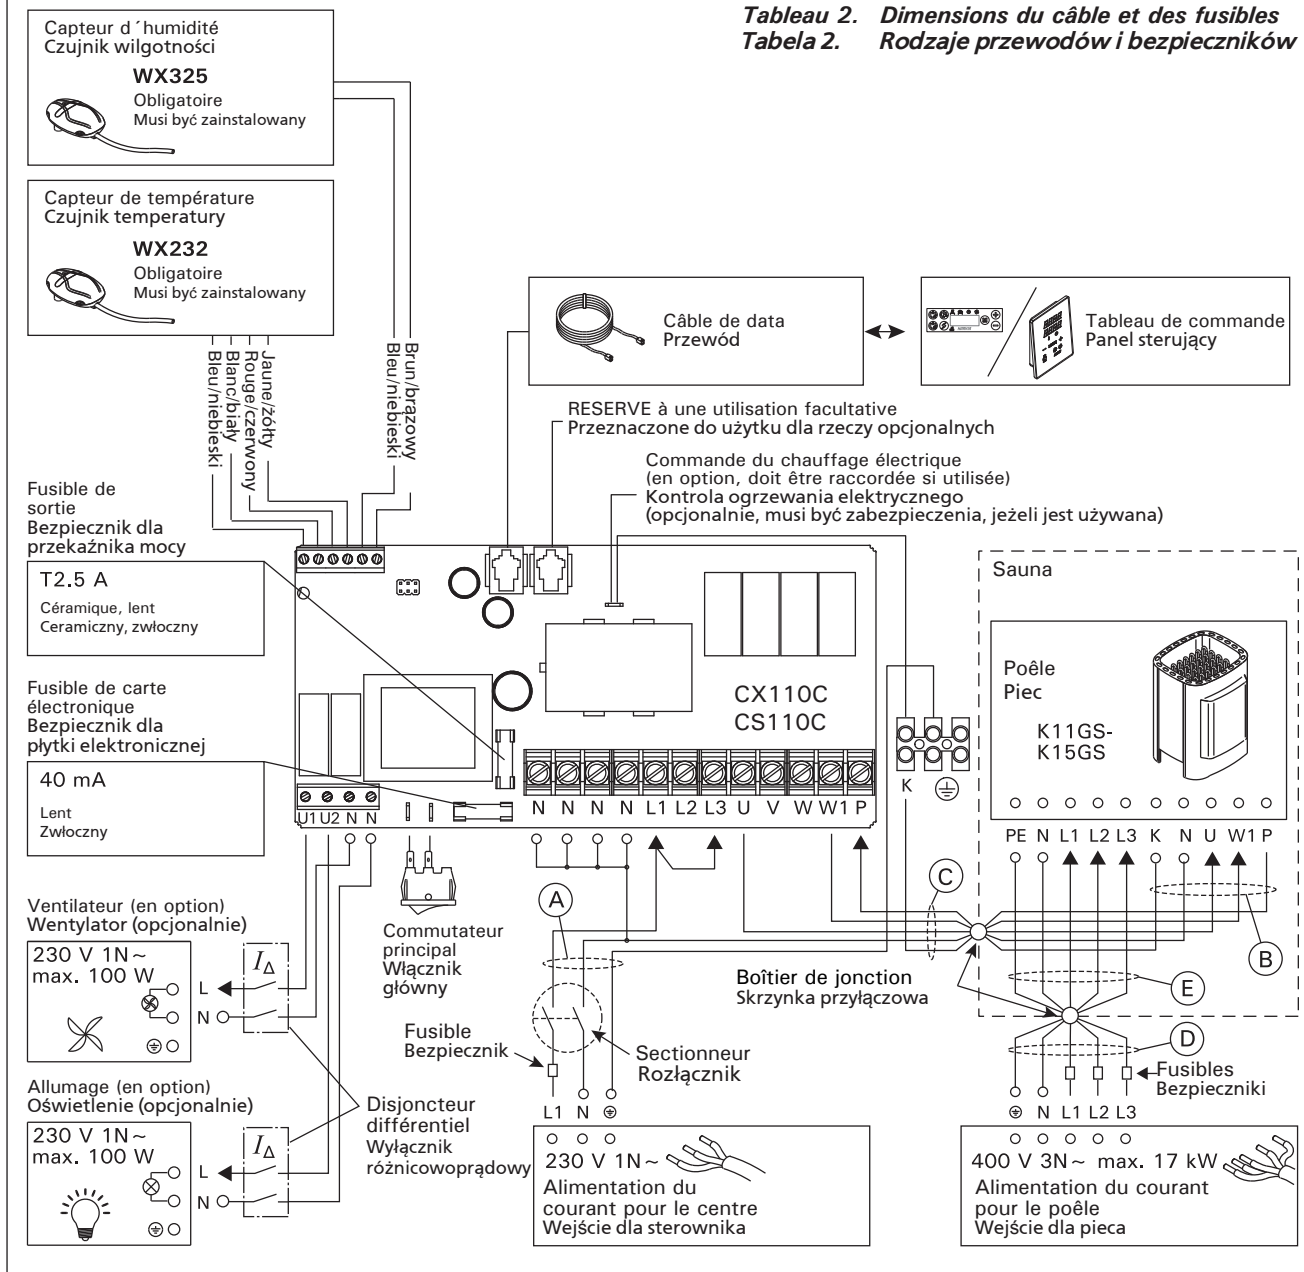 Tableau 2. Dimensions du câble et des fusibles
Tabela 2. Rodzaje przewodów i bezpieczników
Capteur d´humidité
Czujnik wilgotności
WX325
Obligatoire
Musi być zainstalowany
Capteur de température
Czujnik temperatury
WX232
Obligatoire
Musi być zainstalowany
Bleu/niebieski
Blanc/biały
Rouge/czerwony
Jaune/żółty
Bleu/niebieski
Brun/brązowy
Câble de data
Przewód
Tableau de commande
Panel sterujący
RESERVE à une utilisation facultative
Przeznaczone do użytku dla rzeczy opcjonalnych
Commande du chauffage électrique
(en option, doit être raccordée si utilisée)
Kontrola ogrzewania elektrycznego
(opcjonalnie, musi być zabezpieczenia, jeżeli jest używana)
Fusible de
sortie
Bezpiecznik dla
przekaźnika mocy
T2.5 A
Céramique, lent
Ceramiczny, zwłoczny
Fusible de carte
électronique
Bezpiecznik dla
płytki elektronicznej
40 mA
Lent
Zwłoczny
CX110C
CS110C
U1 U2 N N
N N N N L1 L2 L3 U V W W1 P
K
Sauna
Poêle
Piec
K11GS-
K15GS
PE N L1 L2 L3 K N U W1 P
A
C
B
E
D
Commutateur
principal
Włącznik
główny
Boîtier de jonction
Skrzynka przyłączowa
Ventilateur (en option)
Wentylator (opcjonalnie)
230 V 1N~
max. 100 W
L
N
IΔ
Fusible
Bezpiecznik
Sectionneur
Rozłącznik
Fusibles
Bezpieczniki
Allumage (en option)
Oświetlenie (opcjonalnie)
230 V 1N~
max. 100 W
L
N
IΔ
Disjoncteur
différentiel
Wyłącznik
różnicowoprądowy
L1 N
230 V 1N~
Alimentation du
courant pour le centre
Wejście dla sterownika
N L1 L2 L3
400 V 3N~ max. 17 kW
Alimentation du courant
pour le poêle
Wejście dla pieca